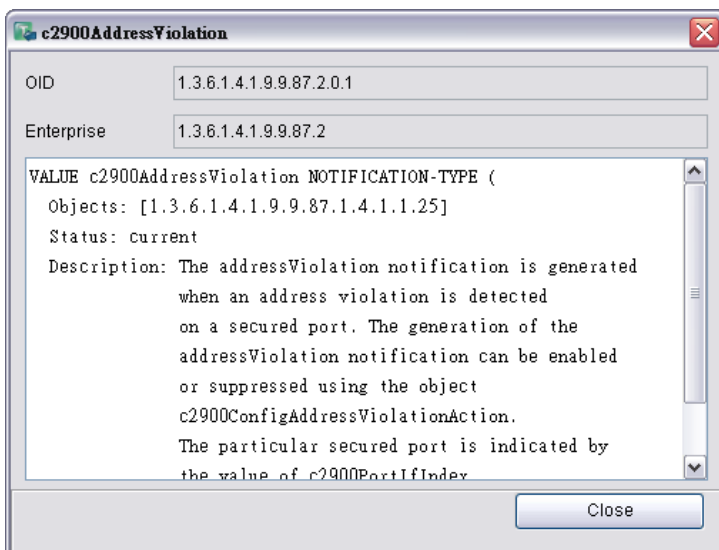 c2900AddressViolation
OID 1.3.6.1.4.1.9.9.87.2.0.1
Enterprise 1.3.6.1.4.1.9.9.87.2
VALUE c2900AddressViolation NOTIFICATION-TYPE (
Objects: [1.3.6.1.4.1.9.9.87.1.4.1.1.25]
Status: current
Description: The addressViolation notification is generated
when an address violation is detected
on a secured port. The generation of the
addressViolation notification can be enabled
or suppressed using the object
c2900ConfigAddressViolationAction.
The particular secured port is indicated by
the value of c2900PortIfIndex
Close